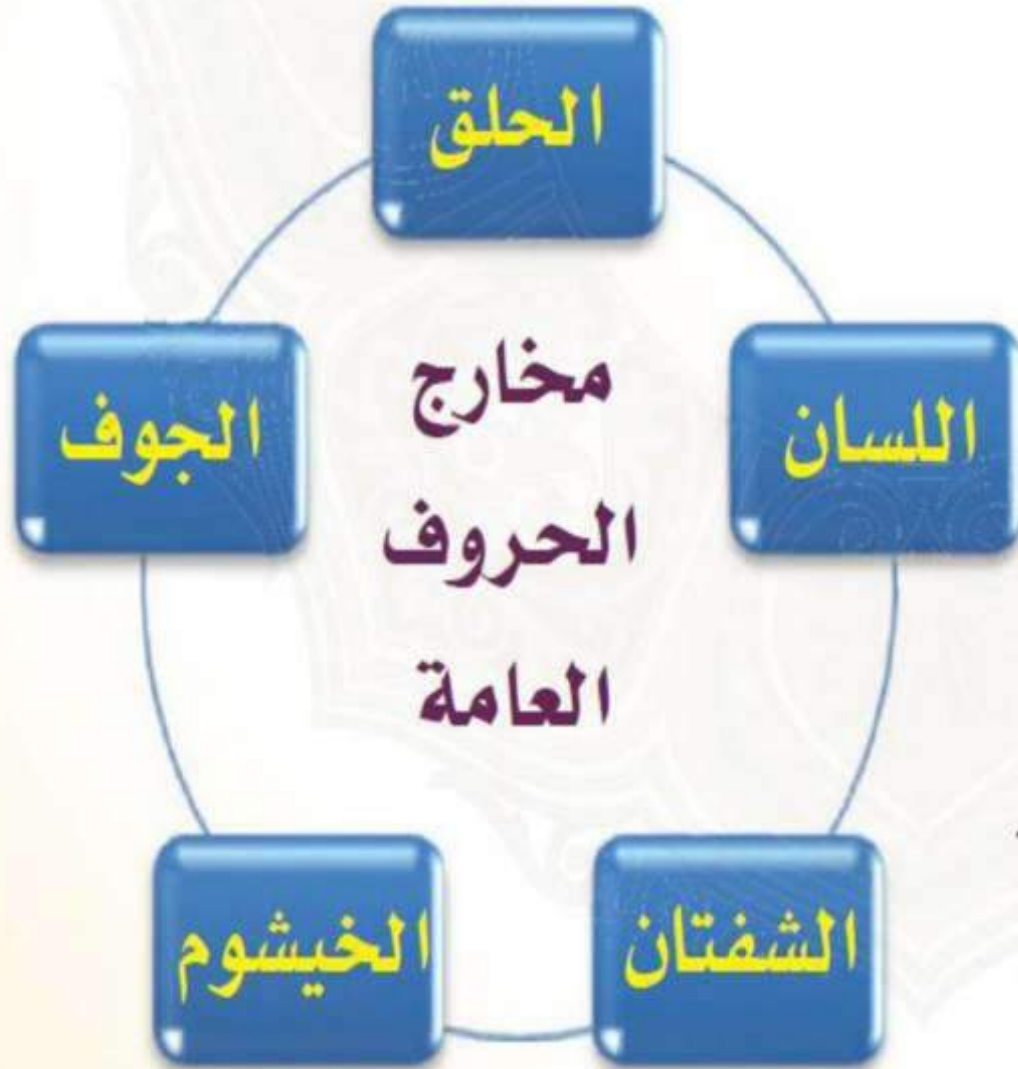 الحلق
اللسان
الشفتان
الخيشوم
الجوف
مخارج
الحروف
العامة